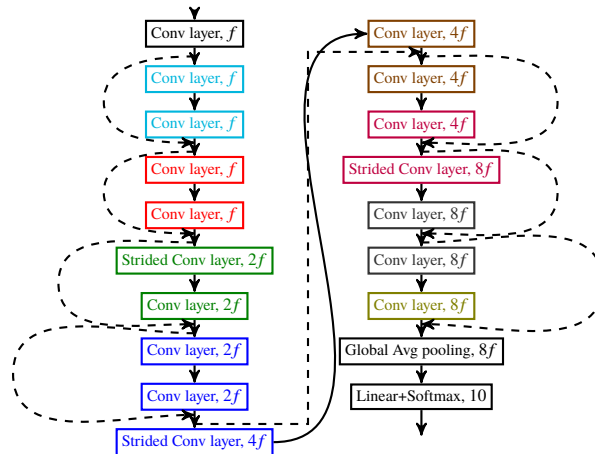 Conv layer, f
Conv layer, f
Conv layer, f
Conv layer, f
Conv layer, f
Strided Conv layer, 2f
Conv layer, 2f
Conv layer, 2f
Conv layer, 2f
Strided Conv layer, 4f
Conv layer, 4f
Conv layer, 4f
Conv layer, 4f
Strided Conv layer, 8f
Conv layer, 8f
Conv layer, 8f
Conv layer, 8f
Global Avg pooling, 8f
Linear+Softmax, 10